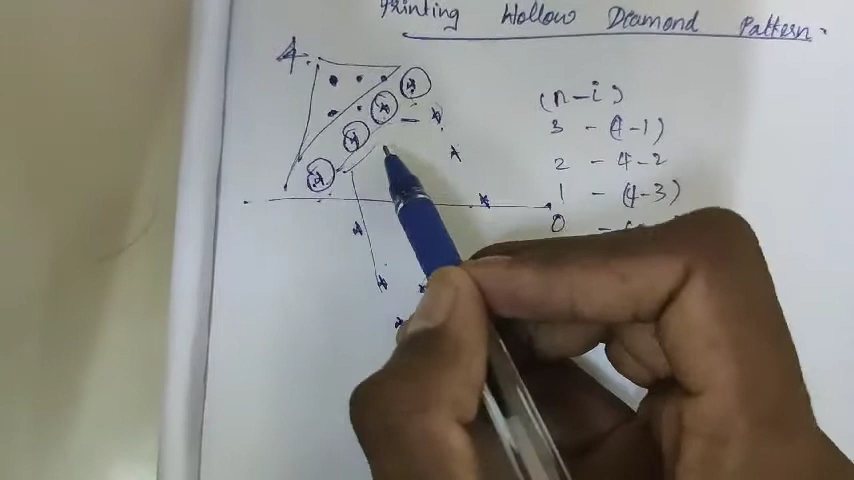 Printing Hollow Diamond Pattern.
4
(n-i)
3 - (4-1)
2 - 4-2
1 - (4-3)
0 -